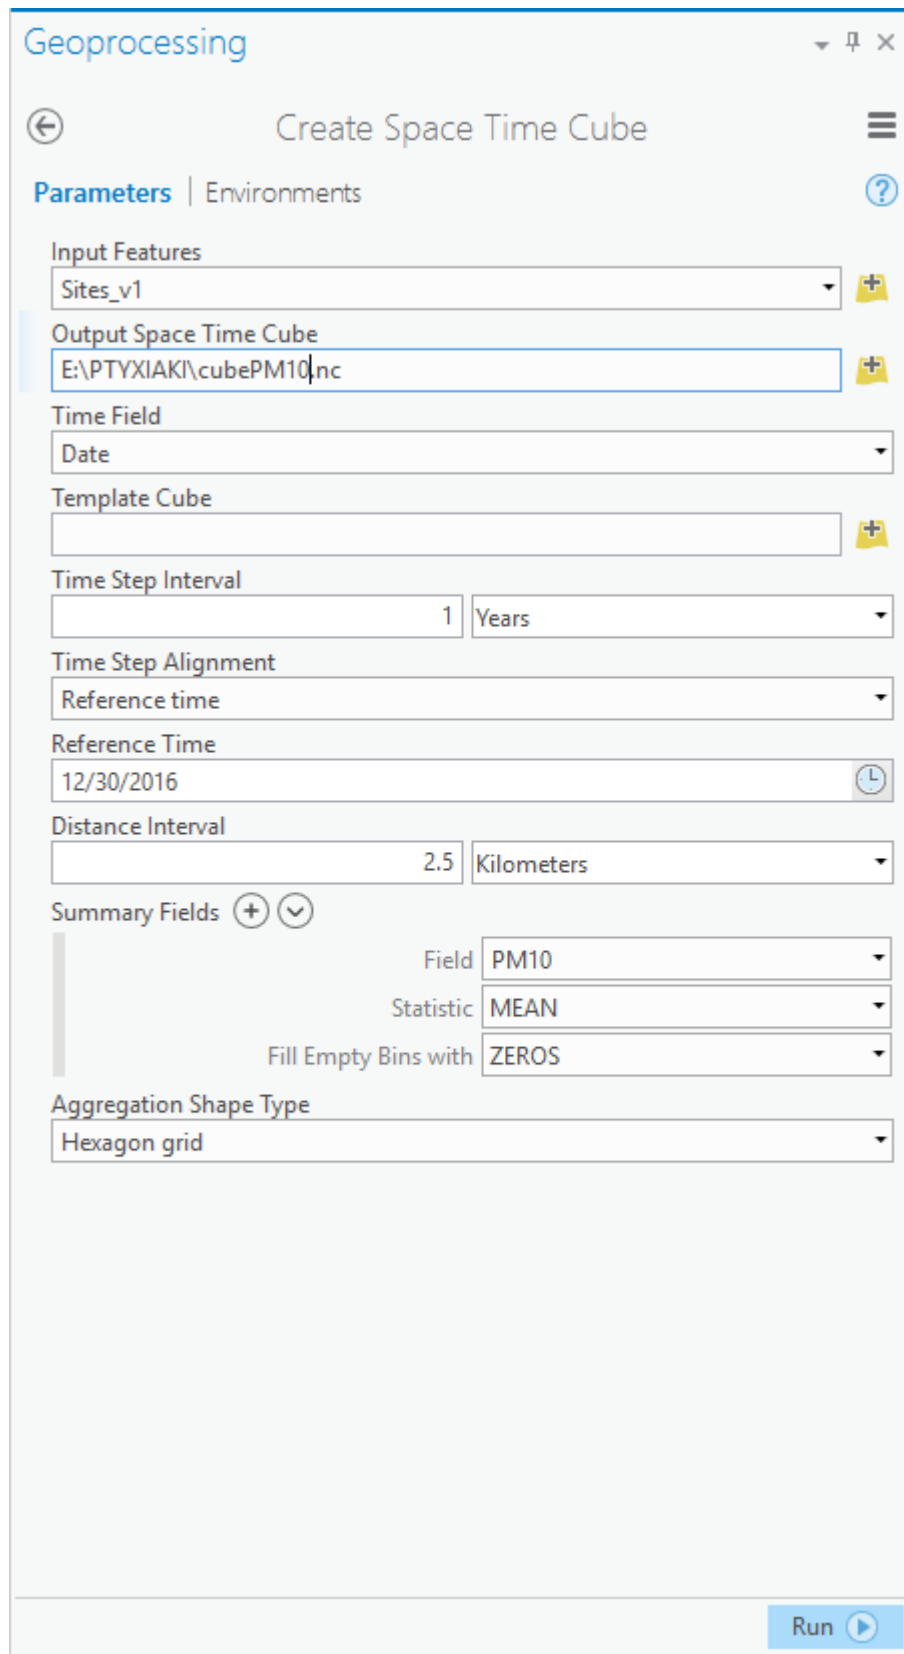 Geoprocessing
Create Space Time Cube
Parameters | Environments
Input Features
Sites_v1
Output Space Time Cube
E:\PTYXIAKI\cubePM10.nc
Time Field
Date
Template Cube
Time Step Interval
1 Years
Time Step Alignment
Reference time
Reference Time
12/30/2016
Distance Interval
2.5 Kilometers
Summary Fields
Field PM10
Statistic MEAN
Fill Empty Bins with ZEROS
Aggregation Shape Type
Hexagon grid
Run